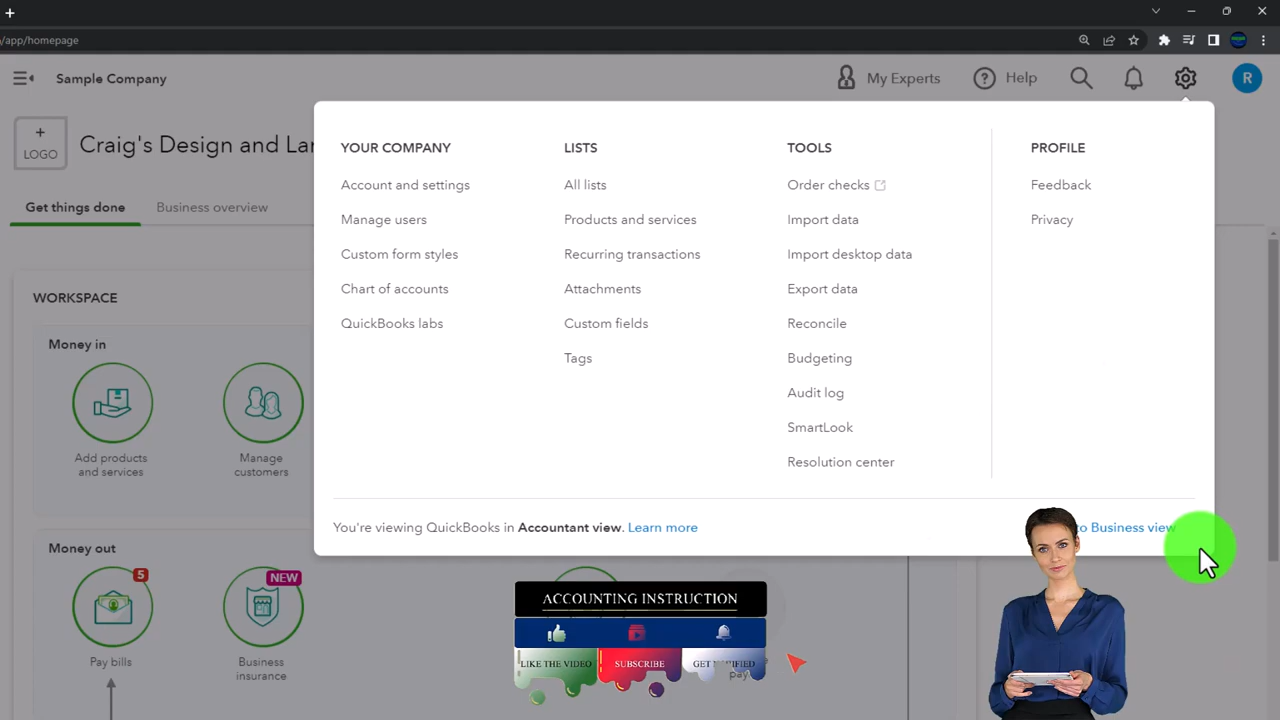 /app/homepage
Sample Company
My Experts
Help
R
+
LOGO
Craig's Design and Lan
Get things done
Business overview
YOUR COMPANY
Account and settings
Manage users
Custom form styles
Chart of accounts
QuickBooks labs
LISTS
All lists
Products and services
Recurring transactions
Attachments
Custom fields
Tags
TOOLS
Order checks
Import data
Import desktop data
Export data
Reconcile
Budgeting
Audit log
SmartLook
Resolution center
PROFILE
Feedback
Privacy
You're viewing QuickBooks in Accountant view. Learn more
to Business view
WORKSPACE
Money in
Add products
and services
Manage
customers
Money out
5
NEW
Pay bills
Business
insurance
ACCOUNTING INSTRUCTION
LIKE THE VIDEO
SUBSCRIBE
GET NOTIFIED